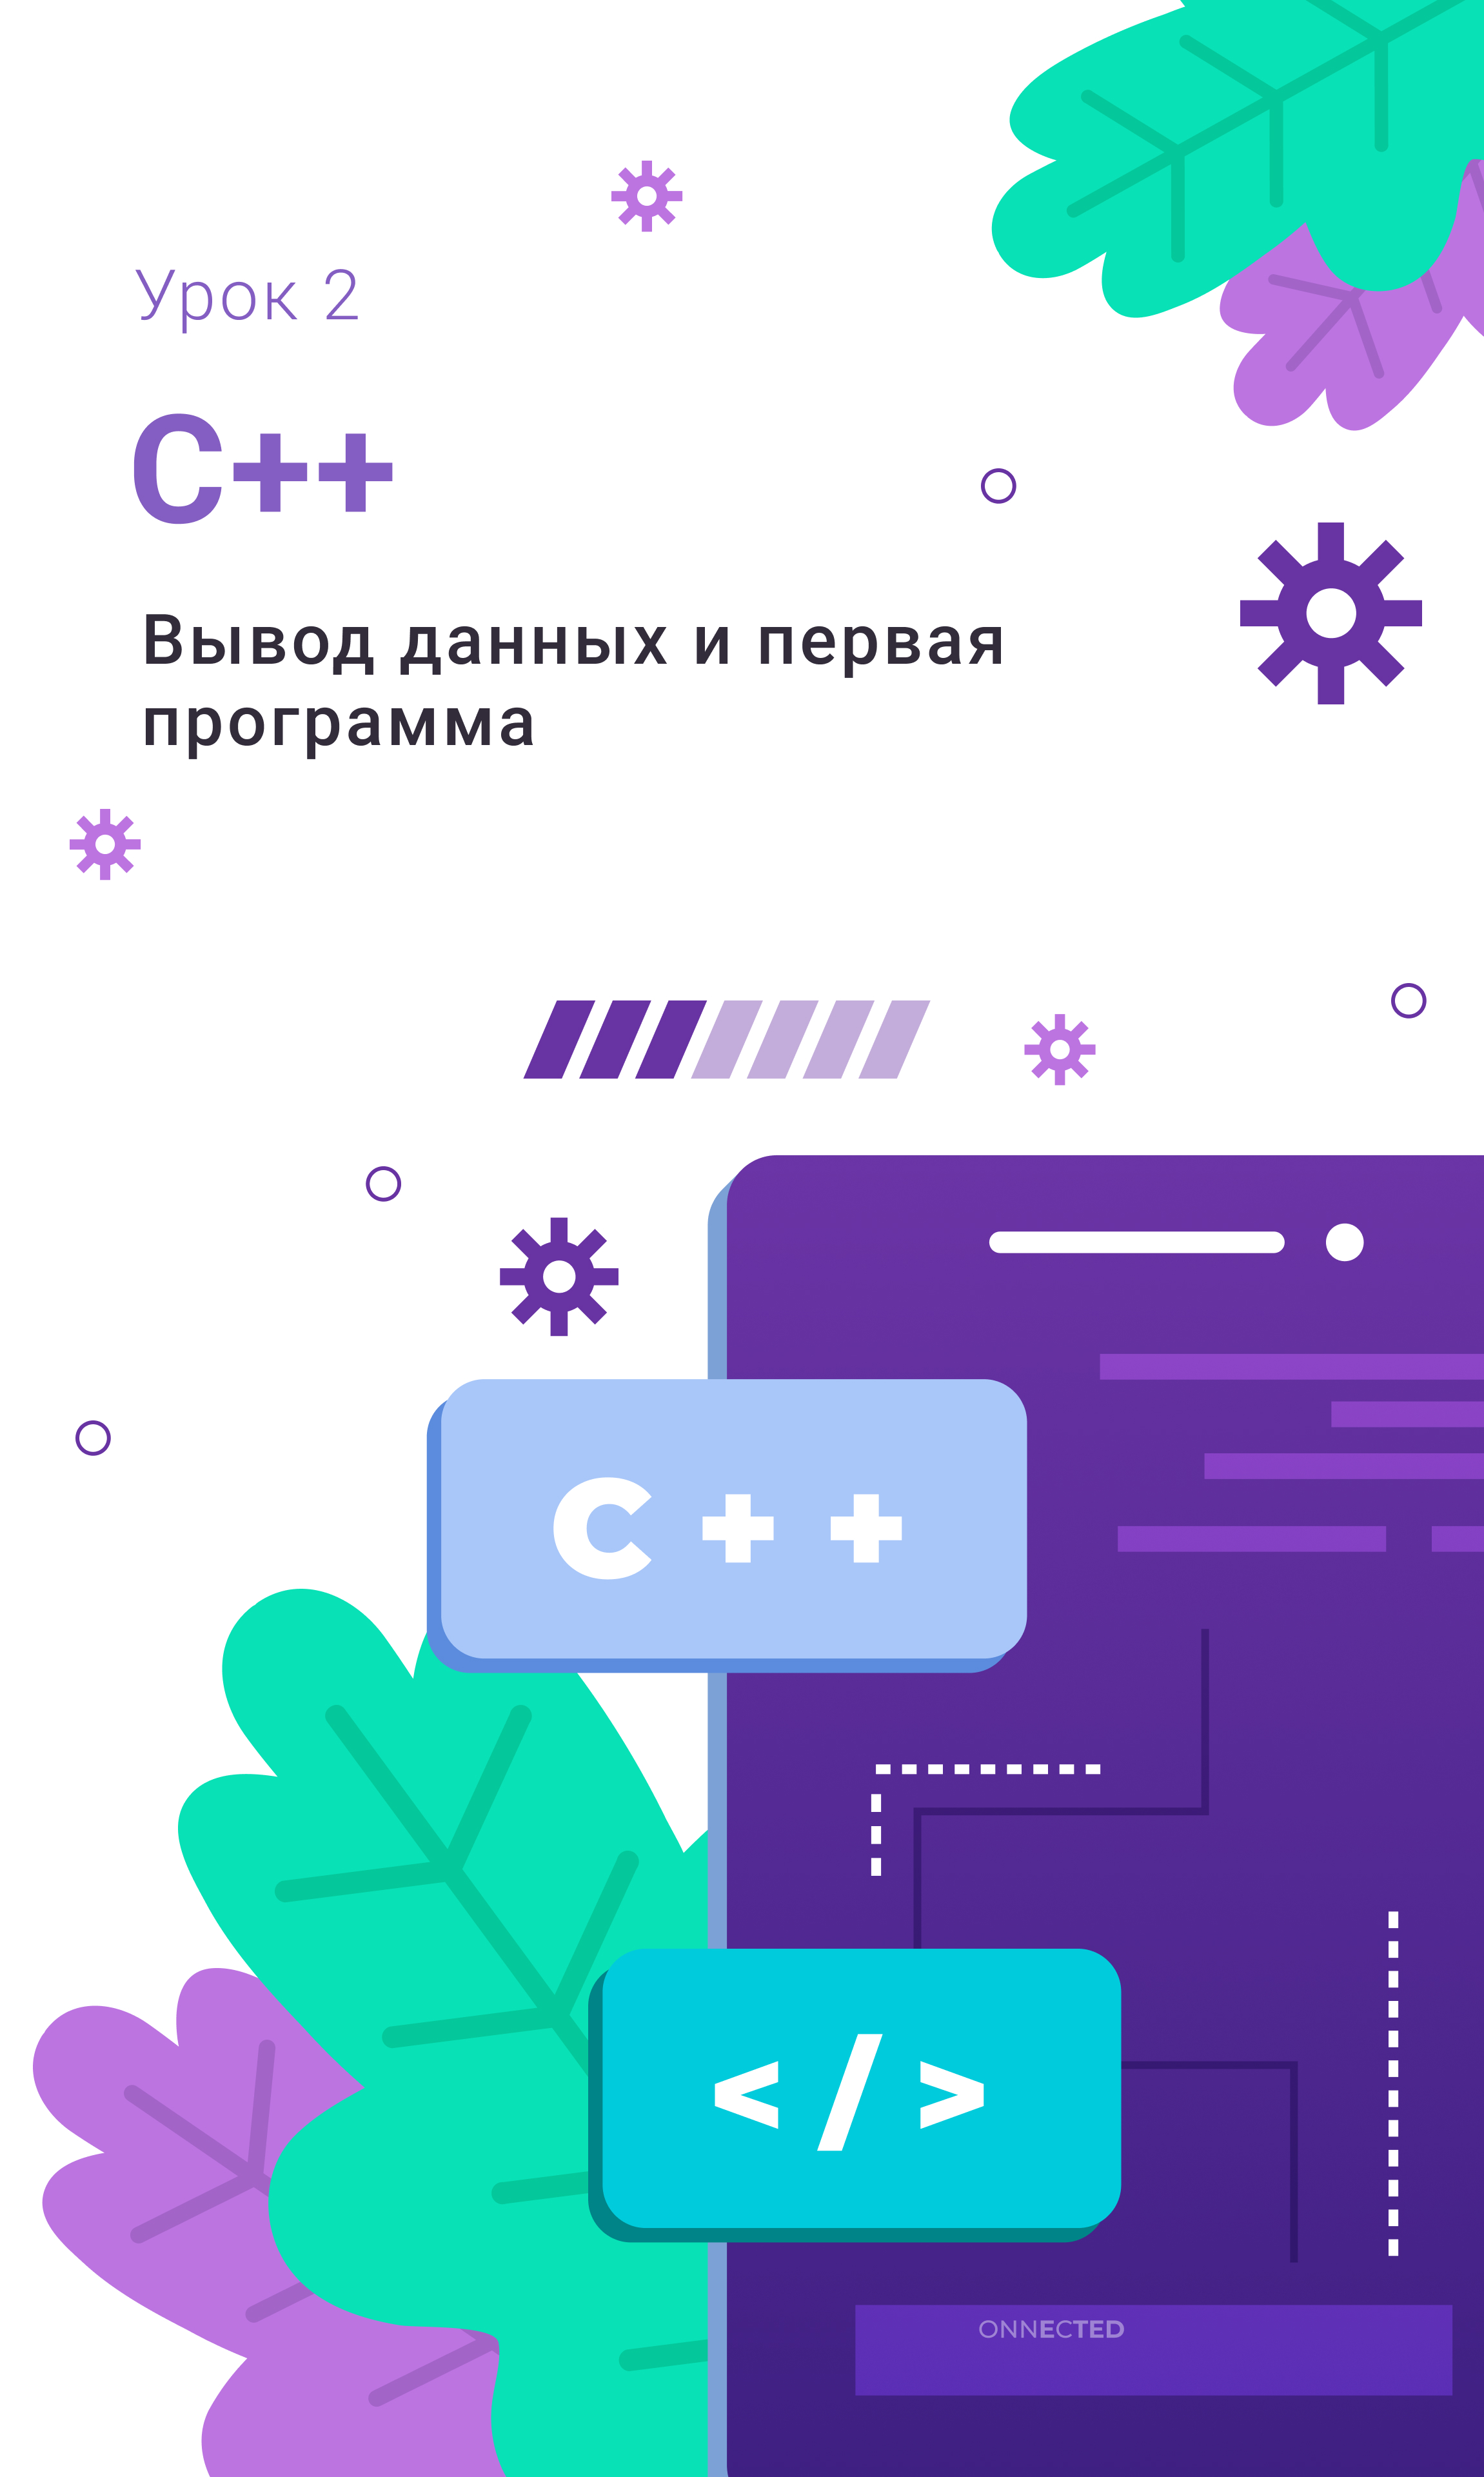 Урок 2
C++
Вывод данных и первая
программа
C++
</>
ONNECTED